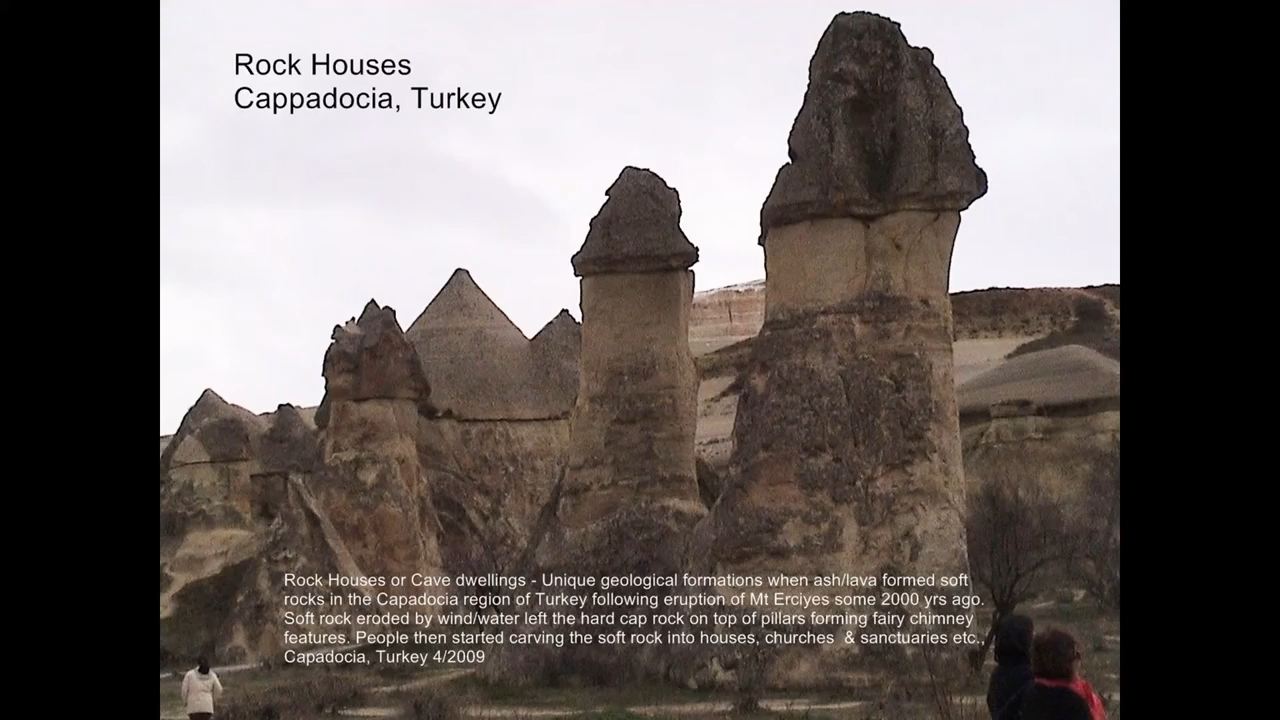 Rock Houses
Cappadocia, Turkey
Rock Houses or Cave dwellings - Unique geological formations when ash/lava formed soft
rocks in the Capadocia region of Turkey following eruption of Mt Erciyes some 2000 yrs ago.
Soft rock eroded by wind/water left the hard cap rock on top of pillars forming fairy chimney
features. People then started carving the soft rock into houses, churches  & sanctuaries etc.,
Capadocia, Turkey 4/2009